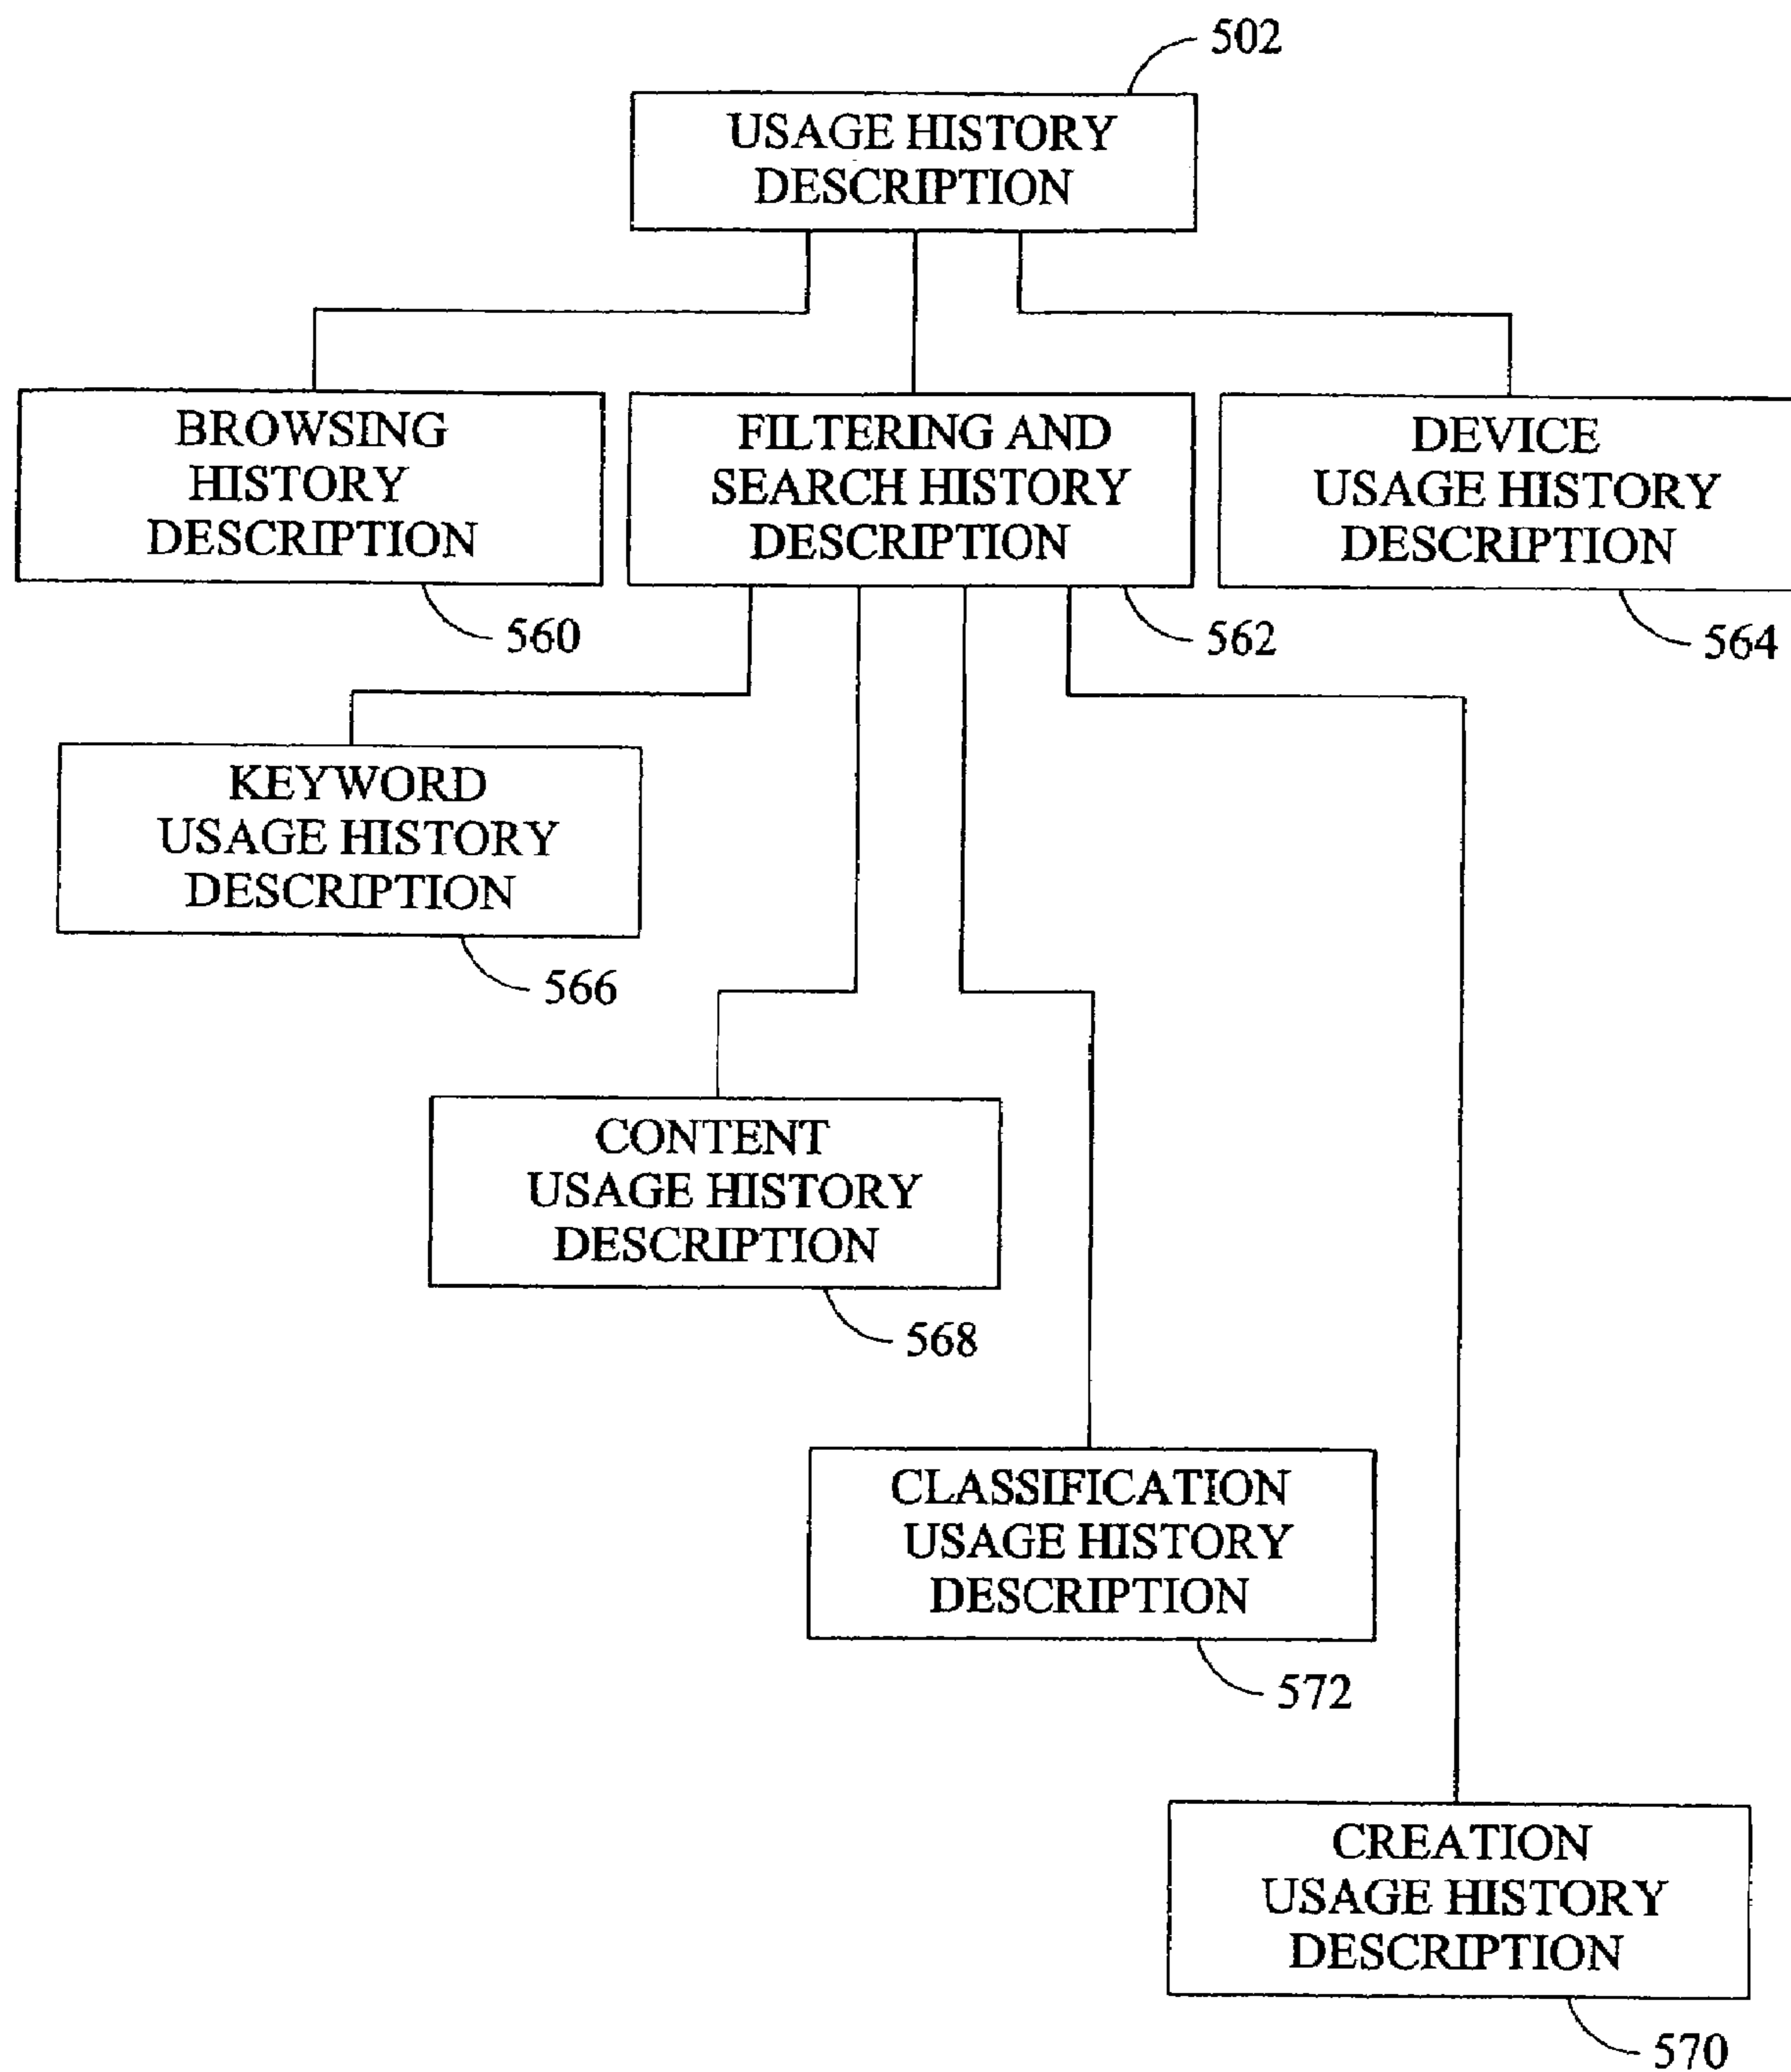 502
USAGE HISTORY
DESCRIPTION
BROWSING
HISTORY
DESCRIPTION
560
FILTERING AND
SEARCH HISTORY
DESCRIPTION
562
DEVICE
USAGE HISTORY
DESCRIPTION
564
KEYWORD
USAGE HISTORY
DESCRIPTION
566
CONTENT
USAGE HISTORY
DESCRIPTION
568
CLASSIFICATION
USAGE HISTORY
DESCRIPTION
572
CREATION
USAGE HISTORY
DESCRIPTION
570